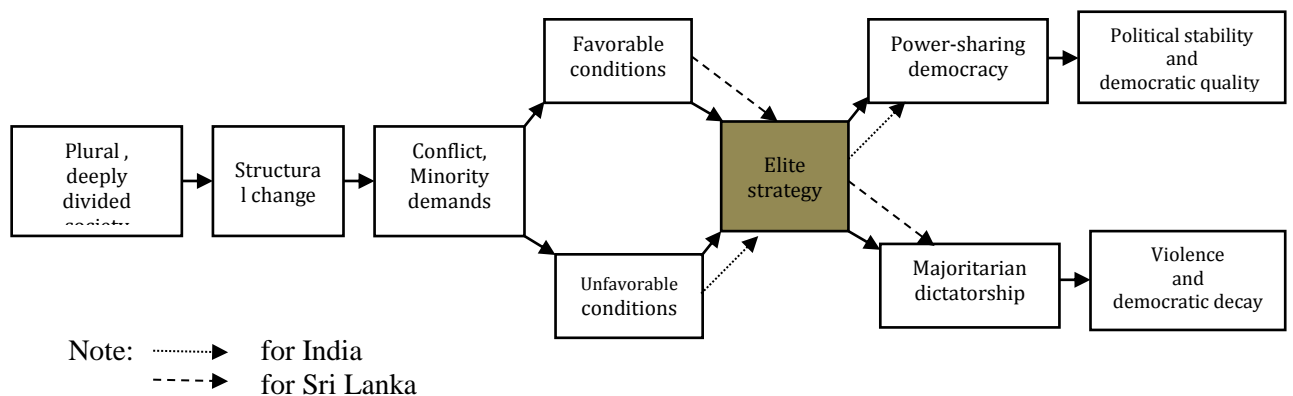 Plural ,
deeply
divided
society
Structura
l change
Conflict,
Minority
demands
Favorable
conditions
Unfavorable
conditions
Elite
strategy
Power-sharing
democracy
Political stability
and
democratic quality
Majoritarian
dictatorship
Violence
and
democratic decay
Note:
for India
for Sri Lanka